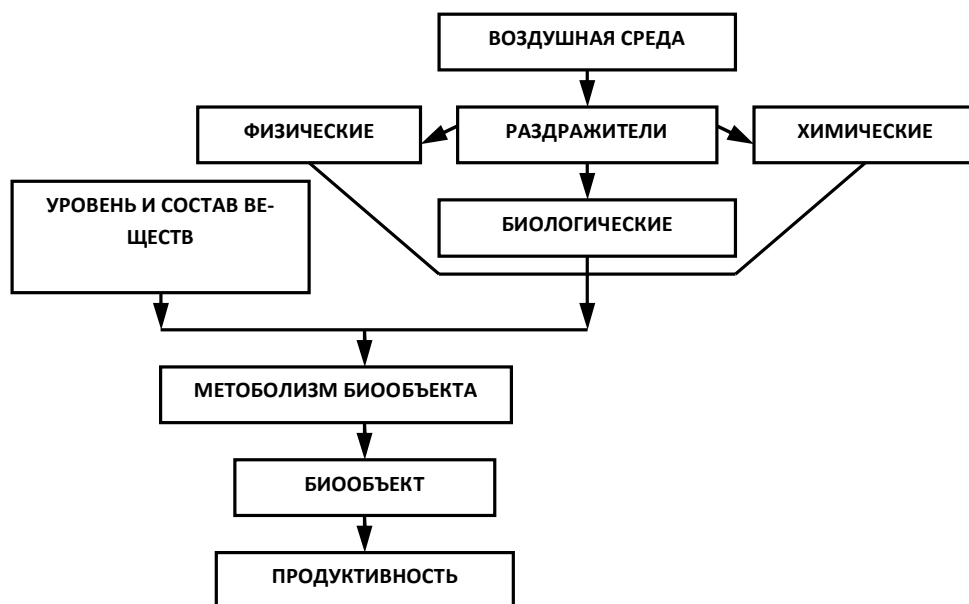 ВОЗДУШНАЯ СРЕДА
ФИЗИЧЕСКИЕ
РАЗДРАЖИТЕЛИ
ХИМИЧЕСКИЕ
УРОВЕНЬ И СОСТАВ ВЕ-
ЩЕСТВ
БИОЛОГИЧЕСКИЕ
МЕТОБОЛИЗМ БИООБЪЕКТА
БИООБЪЕКТ
ПРОДУКТИВНОСТЬ